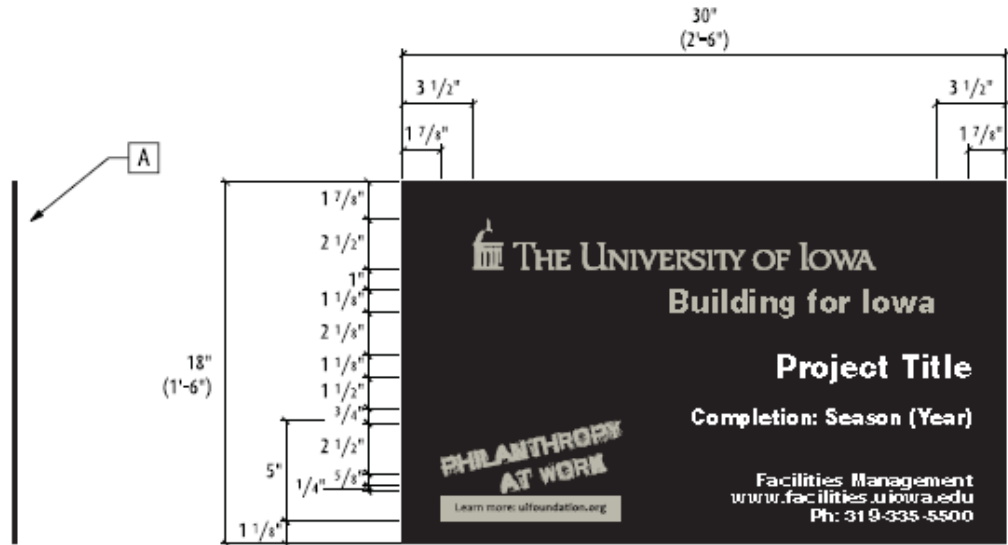 30"
(2'-6")
3 1/2"
3 1/2"
1 7/8"
1 7/8"
A
1 7/8"
2 1/2"
1"
1 1/8"
2 1/8"
18"
(1'-6")
1 1/8"
1 1/2"
3/4"
2 1/2"
5"
5/8"
1/4"
1 1/8"
THE UNIVERSITY OF IOWA
Building for Iowa
Project Title
Completion: Season (Year)
PHILANTHROPY
AT WORK
Learn more: uifoundation.org
Facilities Management
www.facilities.uiowa.edu
Ph: 319-335-5500